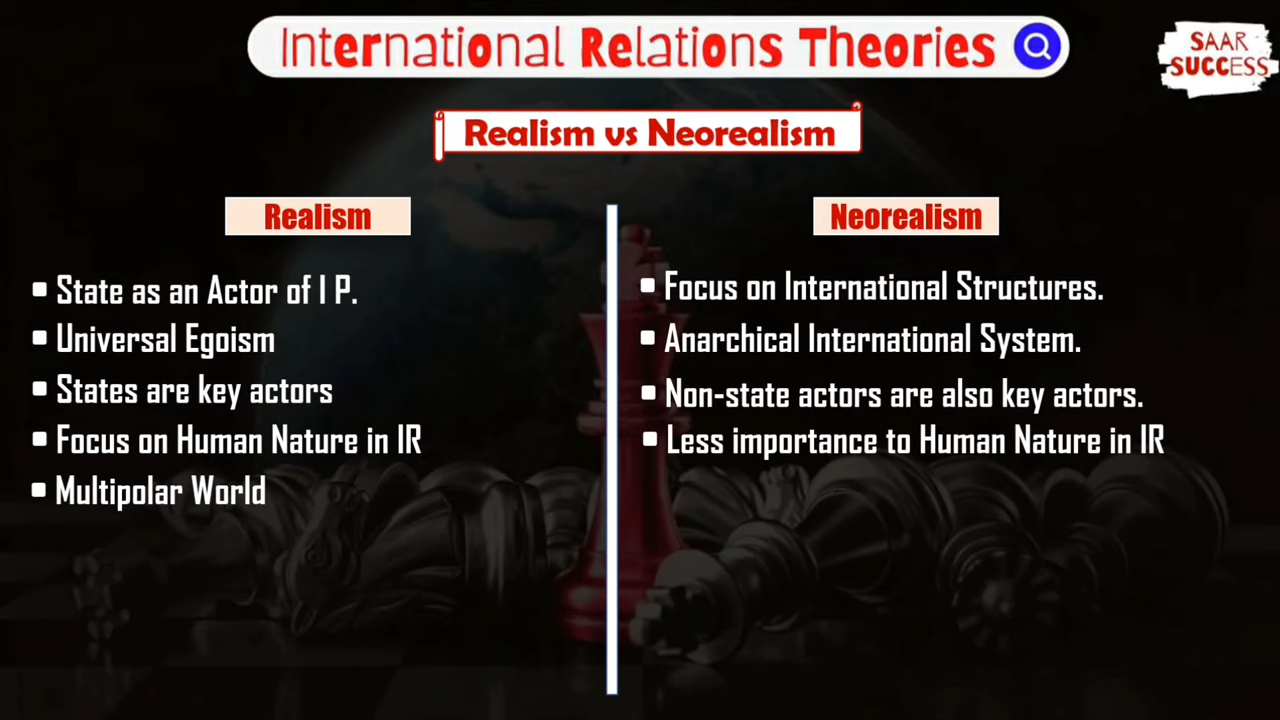 International Relations Theories
SAAR
SUCCESS
Realism vs Neorealism
Realism
State as an Actor of I P.
Universal Egoism
States are key actors
Focus on Human Nature in IR
Multipolar World
Neorealism
Focus on International Structures.
Anarchical International System.
Non-state actors are also key actors.
Less importance to Human Nature in IR